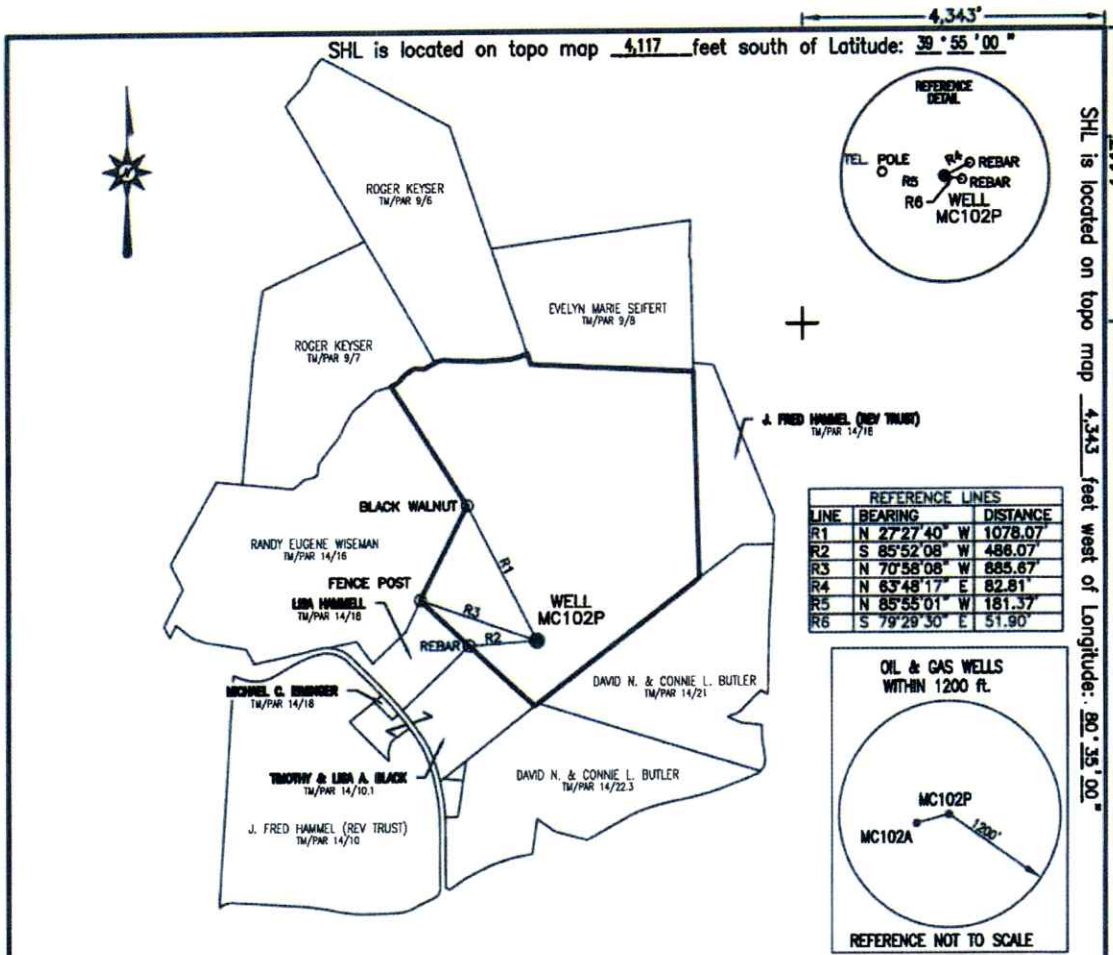 4,343'
SHL is located on topo map 4,117 feet south of Latitude: 39°55'00"
SHL is located on topo map 4,343 feet west of Longitude: 80°35'00"
N
REFERENCE
DETAIL
TEL. POLE
R4
REBAR
R5
REBAR
R6
WELL
MC102P
ROGER KEYSER
TM/PAR 9/6
EVELYN MARIE SEIFERT
TM/PAR 9/8
ROGER KEYSER
TM/PAR 9/7
J. FRED HAMMEL (REV TRUST)
TM/PAR 14/18
BLACK WALNUT
RANDY EUGENE WISEMAN
TM/PAR 14/16
R1
FENCE POST
LISA HAMMELL
TM/PAR 14/18
R3
WELL
MC102P
REBAR
R2
REFERENCE LINES
LINE BEARING DISTANCE
R1 N 27°27'40" W 1078.07'
R2 S 85°52'08" W 486.07'
R3 N 70°58'08" W 885.67'
R4 N 63°48'17" E 82.81'
R5 N 85°55'01" W 181.37'
R6 S 79°29'30" E 51.90'
DAVID N. & CONNIE L. BUTLER
TM/PAR 14/21
MICHAEL C.
TM/PAR 14/18
TIMOTHY & LISA A. BLACK
TM/PAR 14/10.1
DAVID N. & CONNIE L. BUTLER
TM/PAR 14/22.3
J. FRED HAMMEL (REV TRUST)
TM/PAR 14/10
OIL & GAS WELLS
WITHIN 1200 ft.
MC102P
MC102A
1200'
REFERENCE NOT TO SCALE